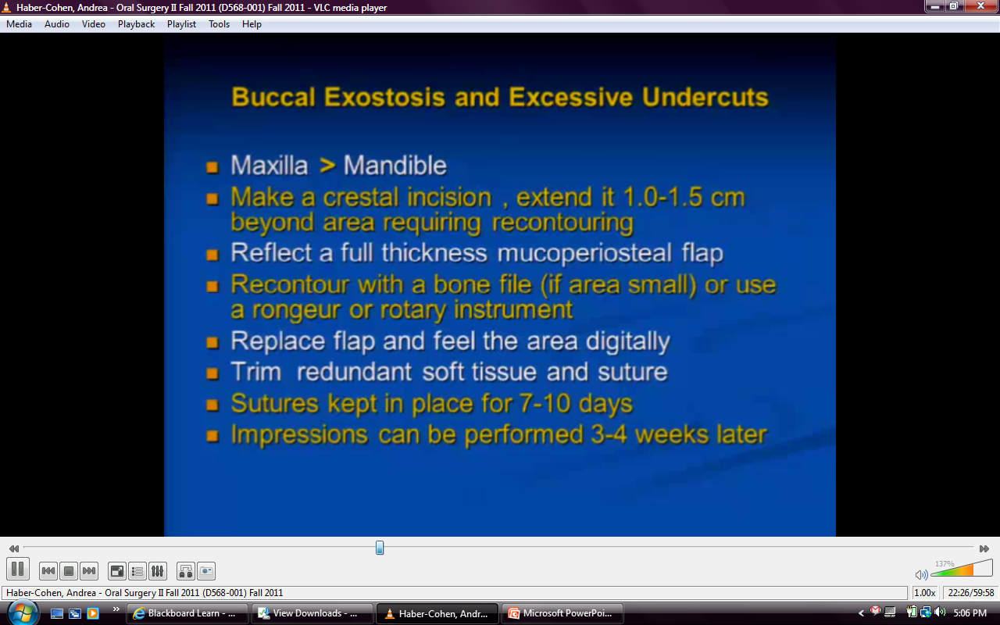 Haber-Cohen, Andrea - Oral Surgery II Fall 2011 (D568-001) Fall 2011 - VLC media player
Media Audio Video Playback Playlist Tools Help
Buccal Exostosis and Excessive Undercuts
Maxilla > Mandible
Make a crestal incision , extend it 1.0-1.5 cm
beyond area requiring recontouring
Reflect a full thickness mucoperiosteal flap
Recontour with a bone file (if area small) or use
a rongeur or rotary instrument
Replace flap and feel the area digitally
Trim redundant soft tissue and suture
Sutures kept in place for 7-10 days
Impressions can be performed 3-4 weeks later
137%
Haber-Cohen, Andrea - Oral Surgery II Fall 2011 (D568-001) Fall 2011 1.00x 22:26/59:58
Blackboard Learn - ... View Downloads - ... Haber-Cohen, Andr... Microsoft PowerPoi... 5:06 PM